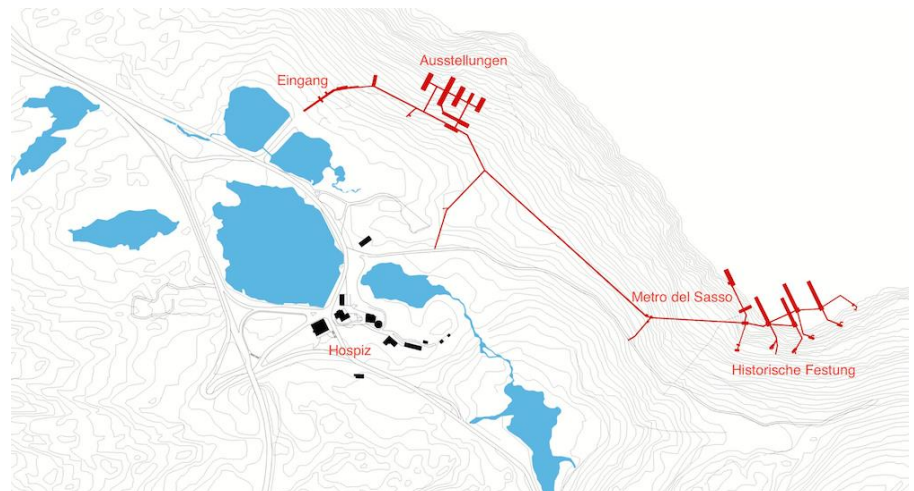 Ausstellungen
Eingang
Metro del Sasso
Hospiz
Historische Festung